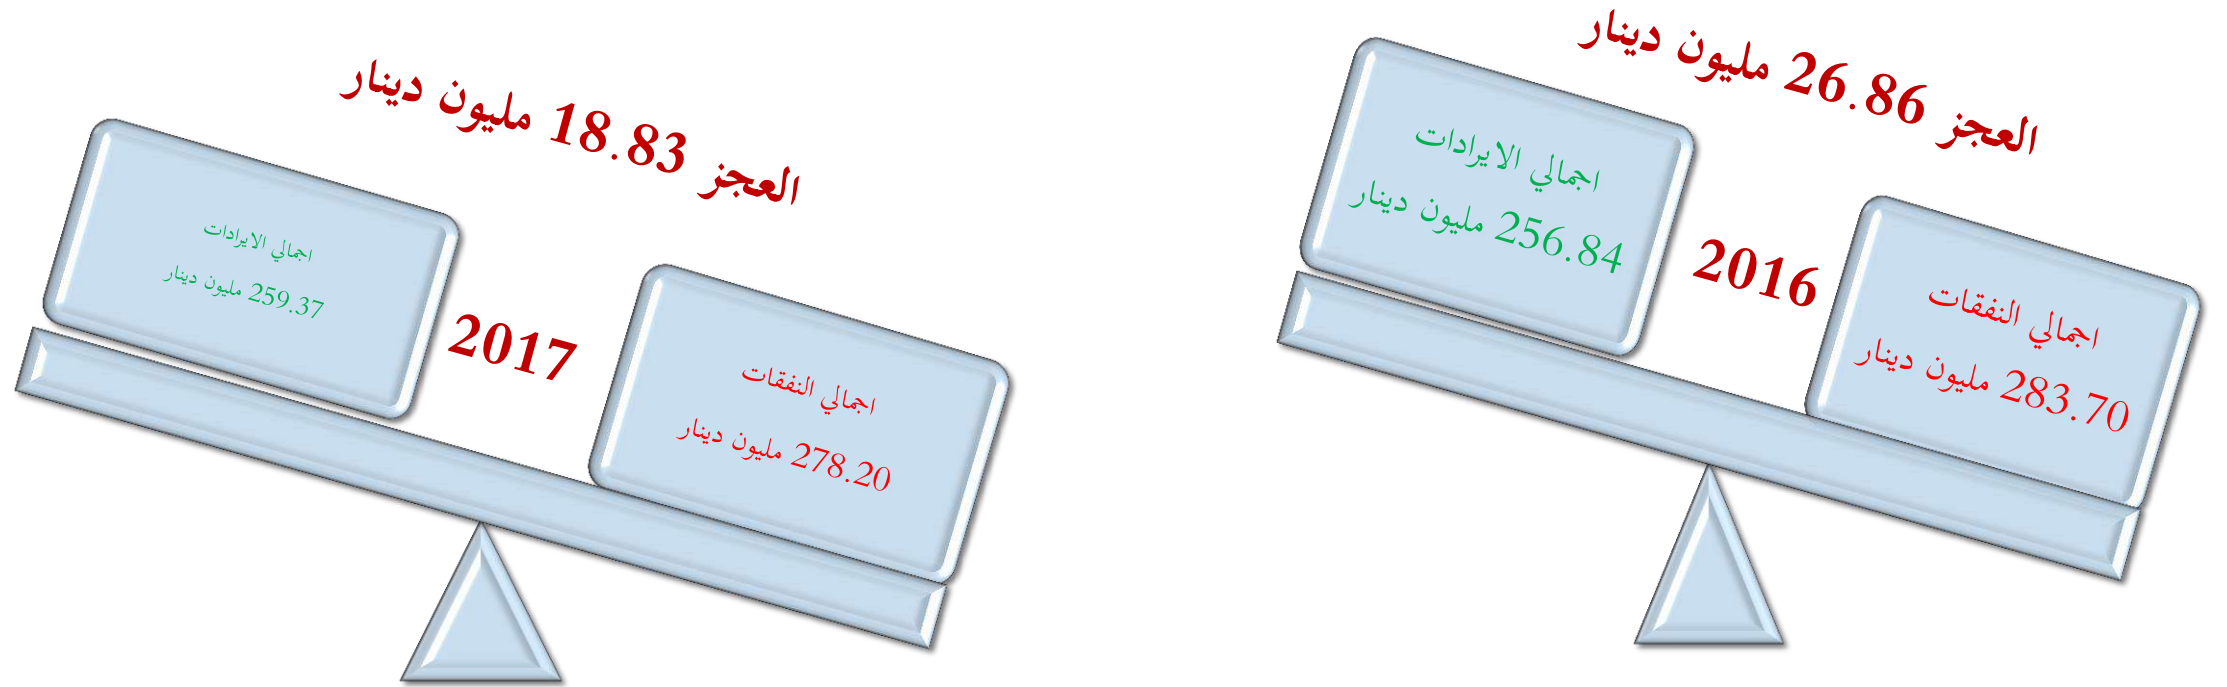 العجز 26.86 مليون دينار
اجمالي الايرادات
256.84 مليون دينار
2016
اجمالي النفقات
283.70 مليون دينار
العجز 18.83 مليون دينار
اجمالي الايرادات
259.37 مليون دينار
2017
اجمالي النفقات
278.20 مليون دينار